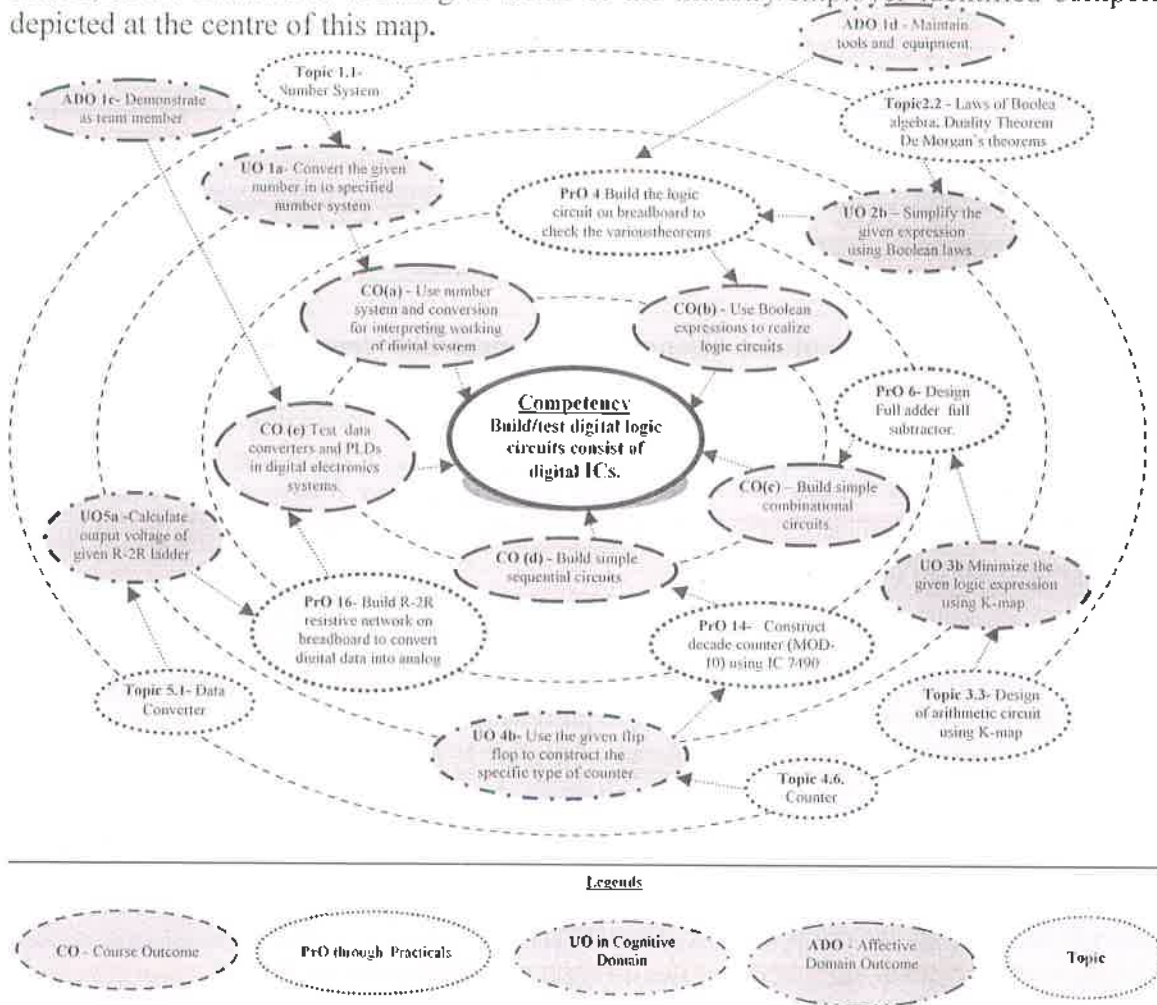 depicted at the centre of this map.
ADO 1d - Maintain
tools and equipment.
Topic 1.1-
Number System
ADO 1c- Demonstrate
as team member
Topic2.2 - Laws of Boolea
algebra. Duality Theorem
De Morgan's theorems
UO 1a- Convert the given
number in to specified
number system
PrO 4 Build the logic
circuit on breadboard to
check the varioustheorems
UO 2b – Simplify the
given expression
using Boolean laws
CO(a) - Use number
system and conversion
for interpreting working
of digital system
CO(b) - Use Boolean
expressions to realize
logic circuits
Competency
Build/test digital logic
circuits consist of
digital ICs.
PrO 6- Design
Full adder full
subtractor.
CO (e) Test data
converters and PLDs
in digital electronics
systems.
CO(c) – Build simple
combinational
circuits
UO5a -Calculate
output voltage of
given R-2R ladder
CO (d) - Build simple
sequential circuits
UO 3b Minimize the
given logic expression
using K-map
PrO 16- Build R-2R
resistive network on
breadboard to convert
digital data into analog
PrO 14- Construct
decade counter (MOD-
10) using IC 7490
Topic 5.1- Data
Converter
Topic 3.3- Design
of arithmetic circuit
using K-map
UO 4b- Use the given flip
flop to construct the
specific type of counter
Topic 4.6.
Counter
Legends
CO - Course Outcome
PrO through Practicals
UO in Cognitive
Domain
ADO - Affective
Domain Outcome
Topic